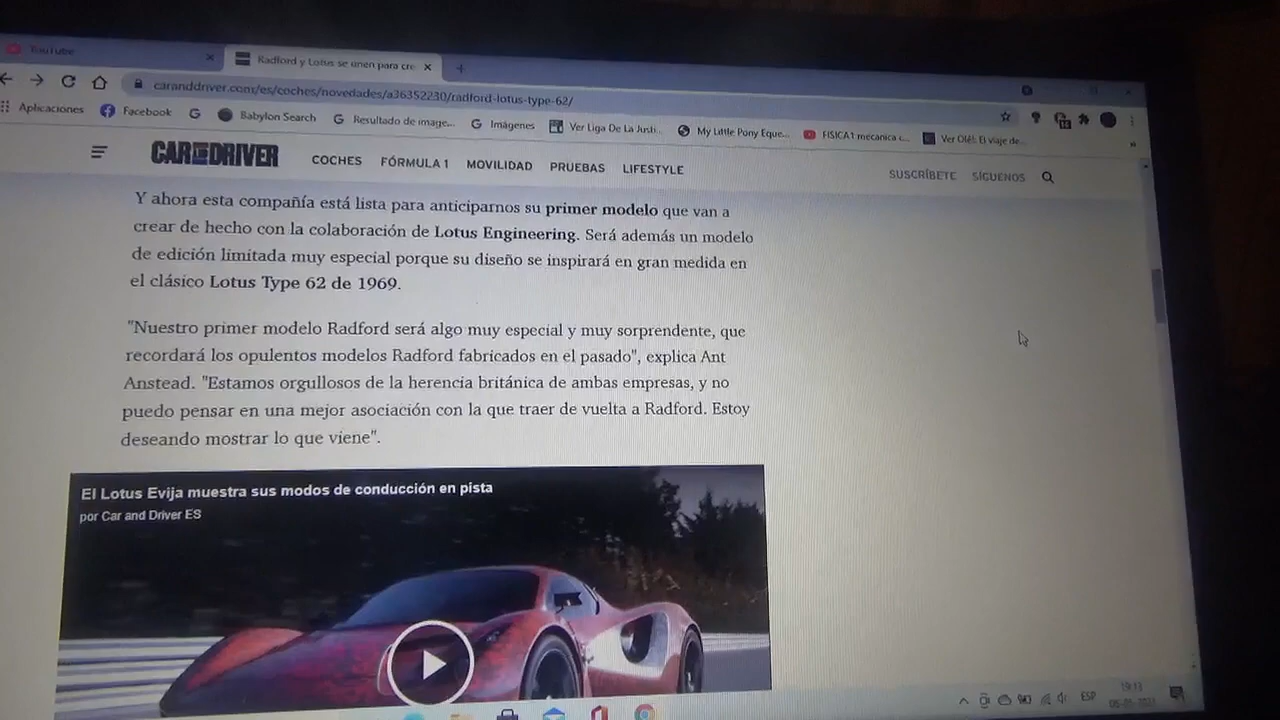 YouTube
Radford y Lotus se unen para cre
caranddriver.com/es/coches/novedades/a36352230/radford-lotus-type-62/
Aplicaciones Facebook Babylon Search Resultado de image... Imágenes Ver Liga De La Justi... My Little Pony Eque... FISICA1 mecanica c... Ver Olé!: El viaje de...
CAR AND DRIVER COCHES FÓRMULA 1 MOVILIDAD PRUEBAS LIFESTYLE SUSCRÍBETE SÍGUENOS
Y ahora esta compañía está lista para anticiparnos su primer modelo que van a
crear de hecho con la colaboración de Lotus Engineering. Será además un modelo
de edición limitada muy especial porque su diseño se inspirará en gran medida en
el clásico Lotus Type 62 de 1969.
"Nuestro primer modelo Radford será algo muy especial y muy sorprendente, que
recordará los opulentos modelos Radford fabricados en el pasado", explica Ant
Anstead. "Estamos orgullosos de la herencia británica de ambas empresas, y no
puedo pensar en una mejor asociación con la que traer de vuelta a Radford. Estoy
deseando mostrar lo que viene".
El Lotus Evija muestra sus modos de conducción en pista
por Car and Driver ES
ESP
19:13